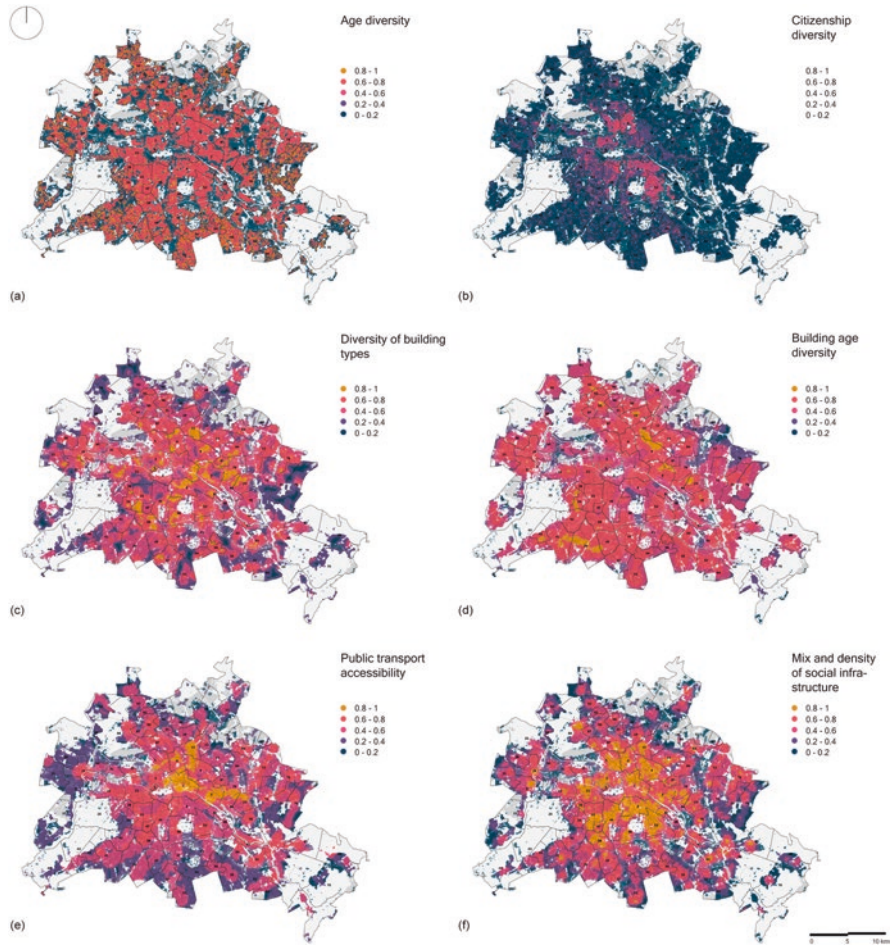 Age diversity
0.8 - 1
0.6 - 0.8
0.4 - 0.6
0.2 - 0.4
0 - 0.2
(a)
Citizenship
diversity
0.8 - 1
0.6 - 0.8
0.4 - 0.6
0.2 - 0.4
0 - 0.2
(b)
Diversity of building
types
0.8 - 1
0.6 - 0.8
0.4 - 0.6
0.2 - 0.4
0 - 0.2
(c)
Building age
diversity
0.8 - 1
0.6 - 0.8
0.4 - 0.6
0.2 - 0.4
0 - 0.2
(d)
Public transport
accessibility
0.8 - 1
0.6 - 0.8
0.4 - 0.6
0.2 - 0.4
0 - 0.2
(e)
Mix and density
of social infra-
structure
0.8 - 1
0.6 - 0.8
0.4 - 0.6
0.2 - 0.4
0 - 0.2
(f)
0 5 10 km